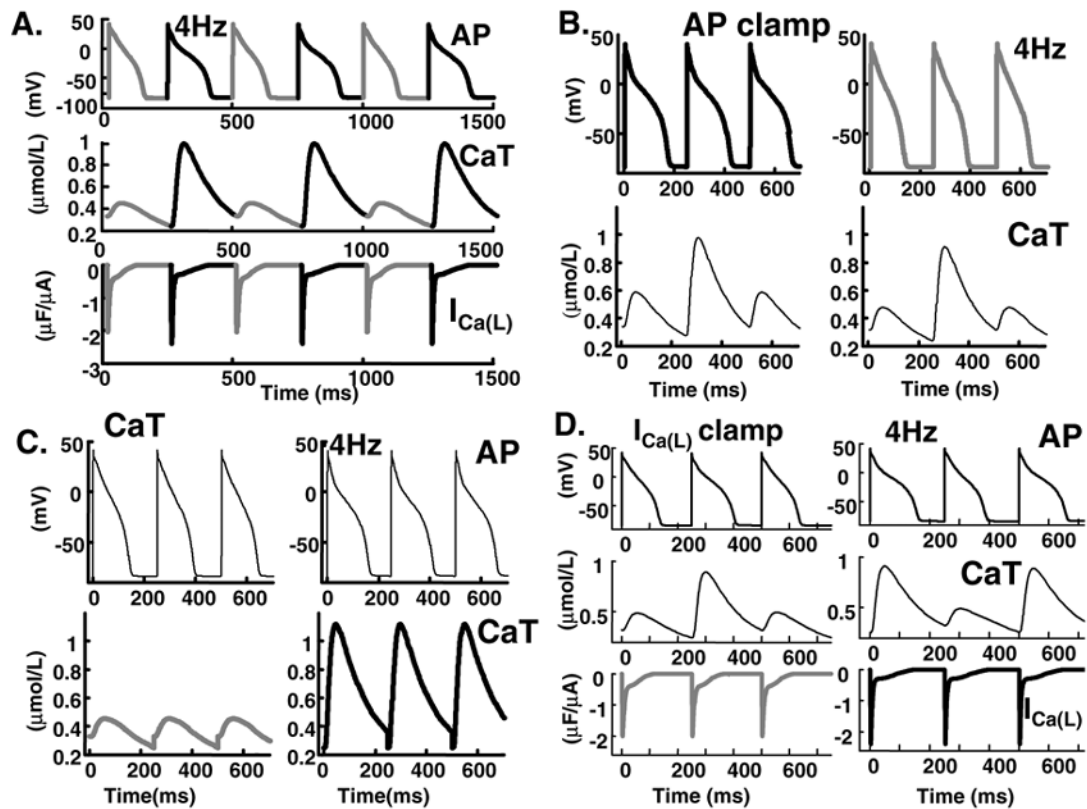 A.
4Hz
AP
50
0
-50
-100
(mV)
0 500 1000 1500
CaT
1
0.8
0.6
0.4
0.2
(μmol/L)
0 500 1000 1500
0
-1
-2
-3
(μF/μA)
ICa(L)
0 500 1000 1500
Time (ms)
B.
AP clamp
4Hz
50
0
-50
(mV)
0 200 400 600
50
0
-50
0 200 400 600
CaT
1
0.8
0.6
0.4
0.2
(μmo/L)
0 200 400 600
Time (ms)
1
0.8
0.6
0.4
0.2
0 200 400 600
Time (ms)
C.
CaT
4Hz
AP
50
0
-50
(mV)
0 200 400 600
50
0
-50
0 200 400 600
CaT
1
0.8
0.6
0.4
0.2
(μmol/L)
0 200 400 600
Time(ms)
1
0.8
0.6
0.4
0.2
0 200 400 600
Time(ms)
D.
ICa(L) clamp
4Hz
AP
50
0
-50
(mV)
0 200 400 600
50
0
-50
0 200 400 600
CaT
1
0.5
(μmol/L)
0 200 400 600
1
0.5
0 200 400 600
0
-1
-2
(μF/μA)
0 200 400 600
Time (ms)
0
-1
-2
ICa(L)
0 200 400 600
Time (ms)